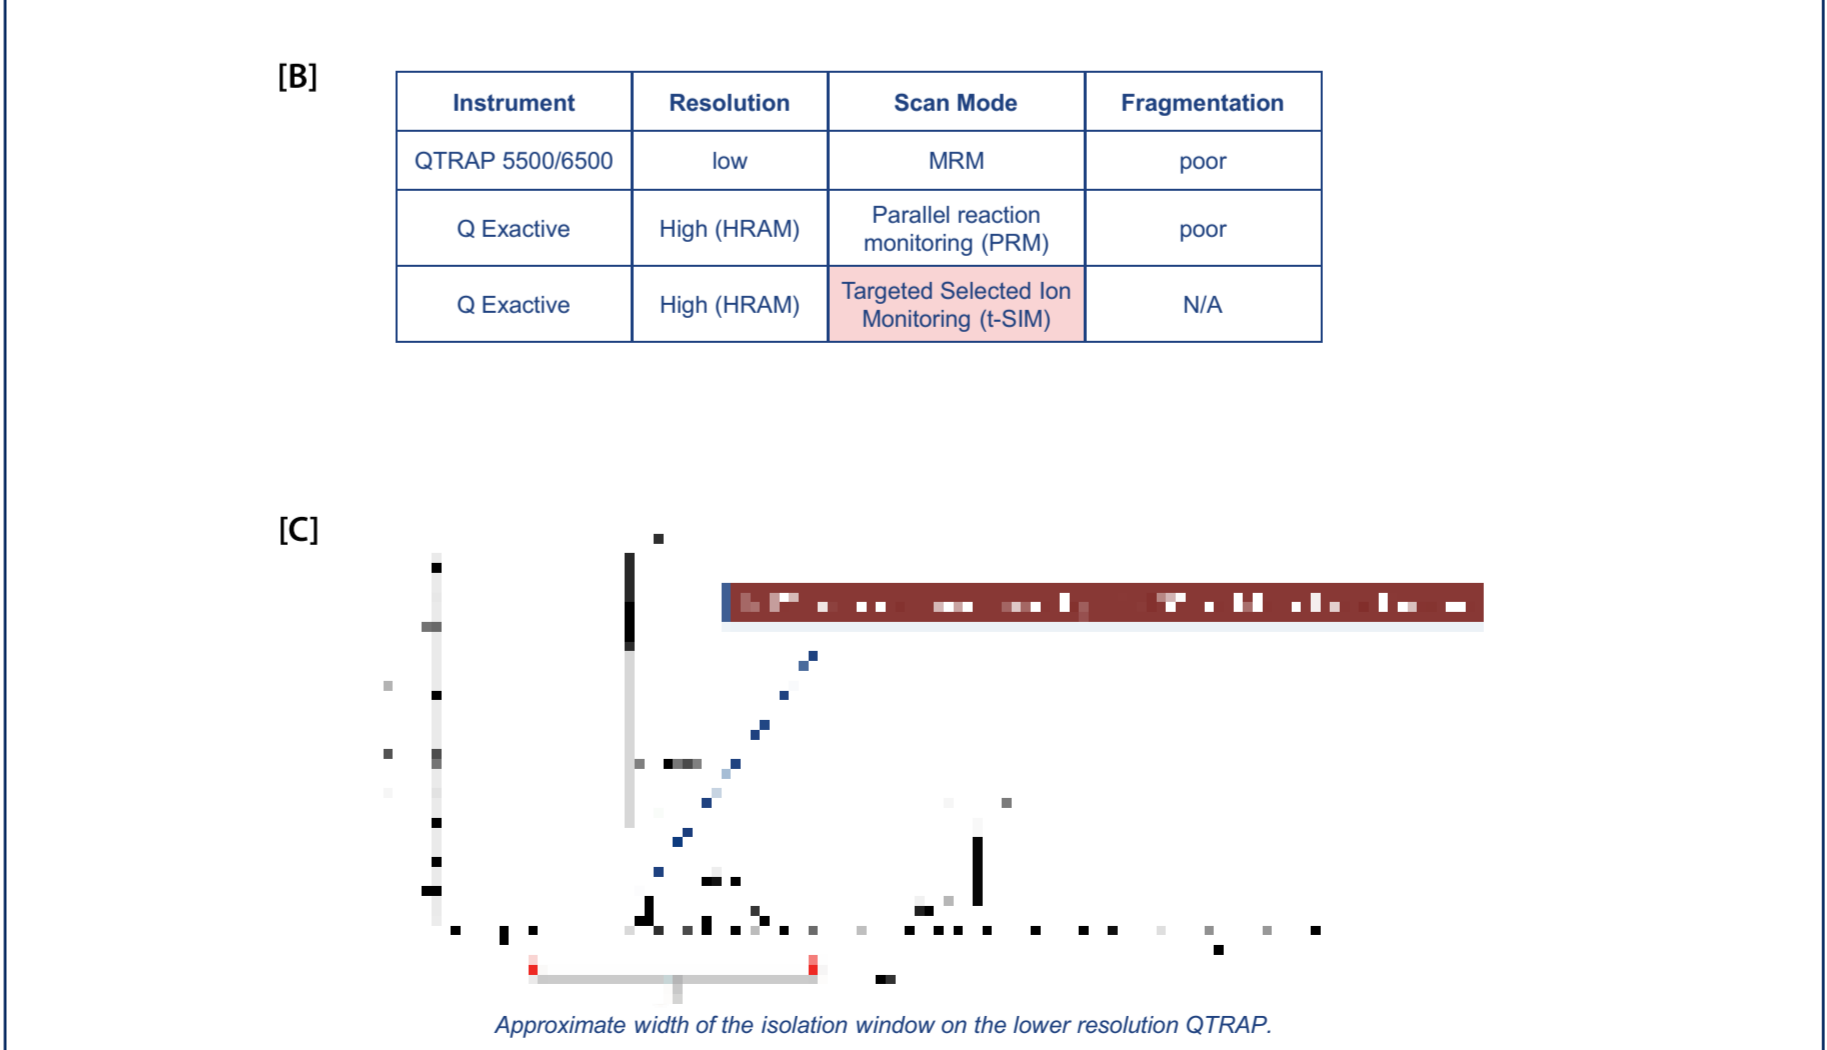 [B]
Instrument Resolution Scan Mode Fragmentation
QTRAP 5500/6500 low MRM poor
Q Exactive High (HRAM) Parallel reaction monitoring (PRM) poor
Q Exactive High (HRAM) Targeted Selected Ion Monitoring (t-SIM) N/A
[C]
Approximate width of the isolation window on the lower resolution QTRAP.